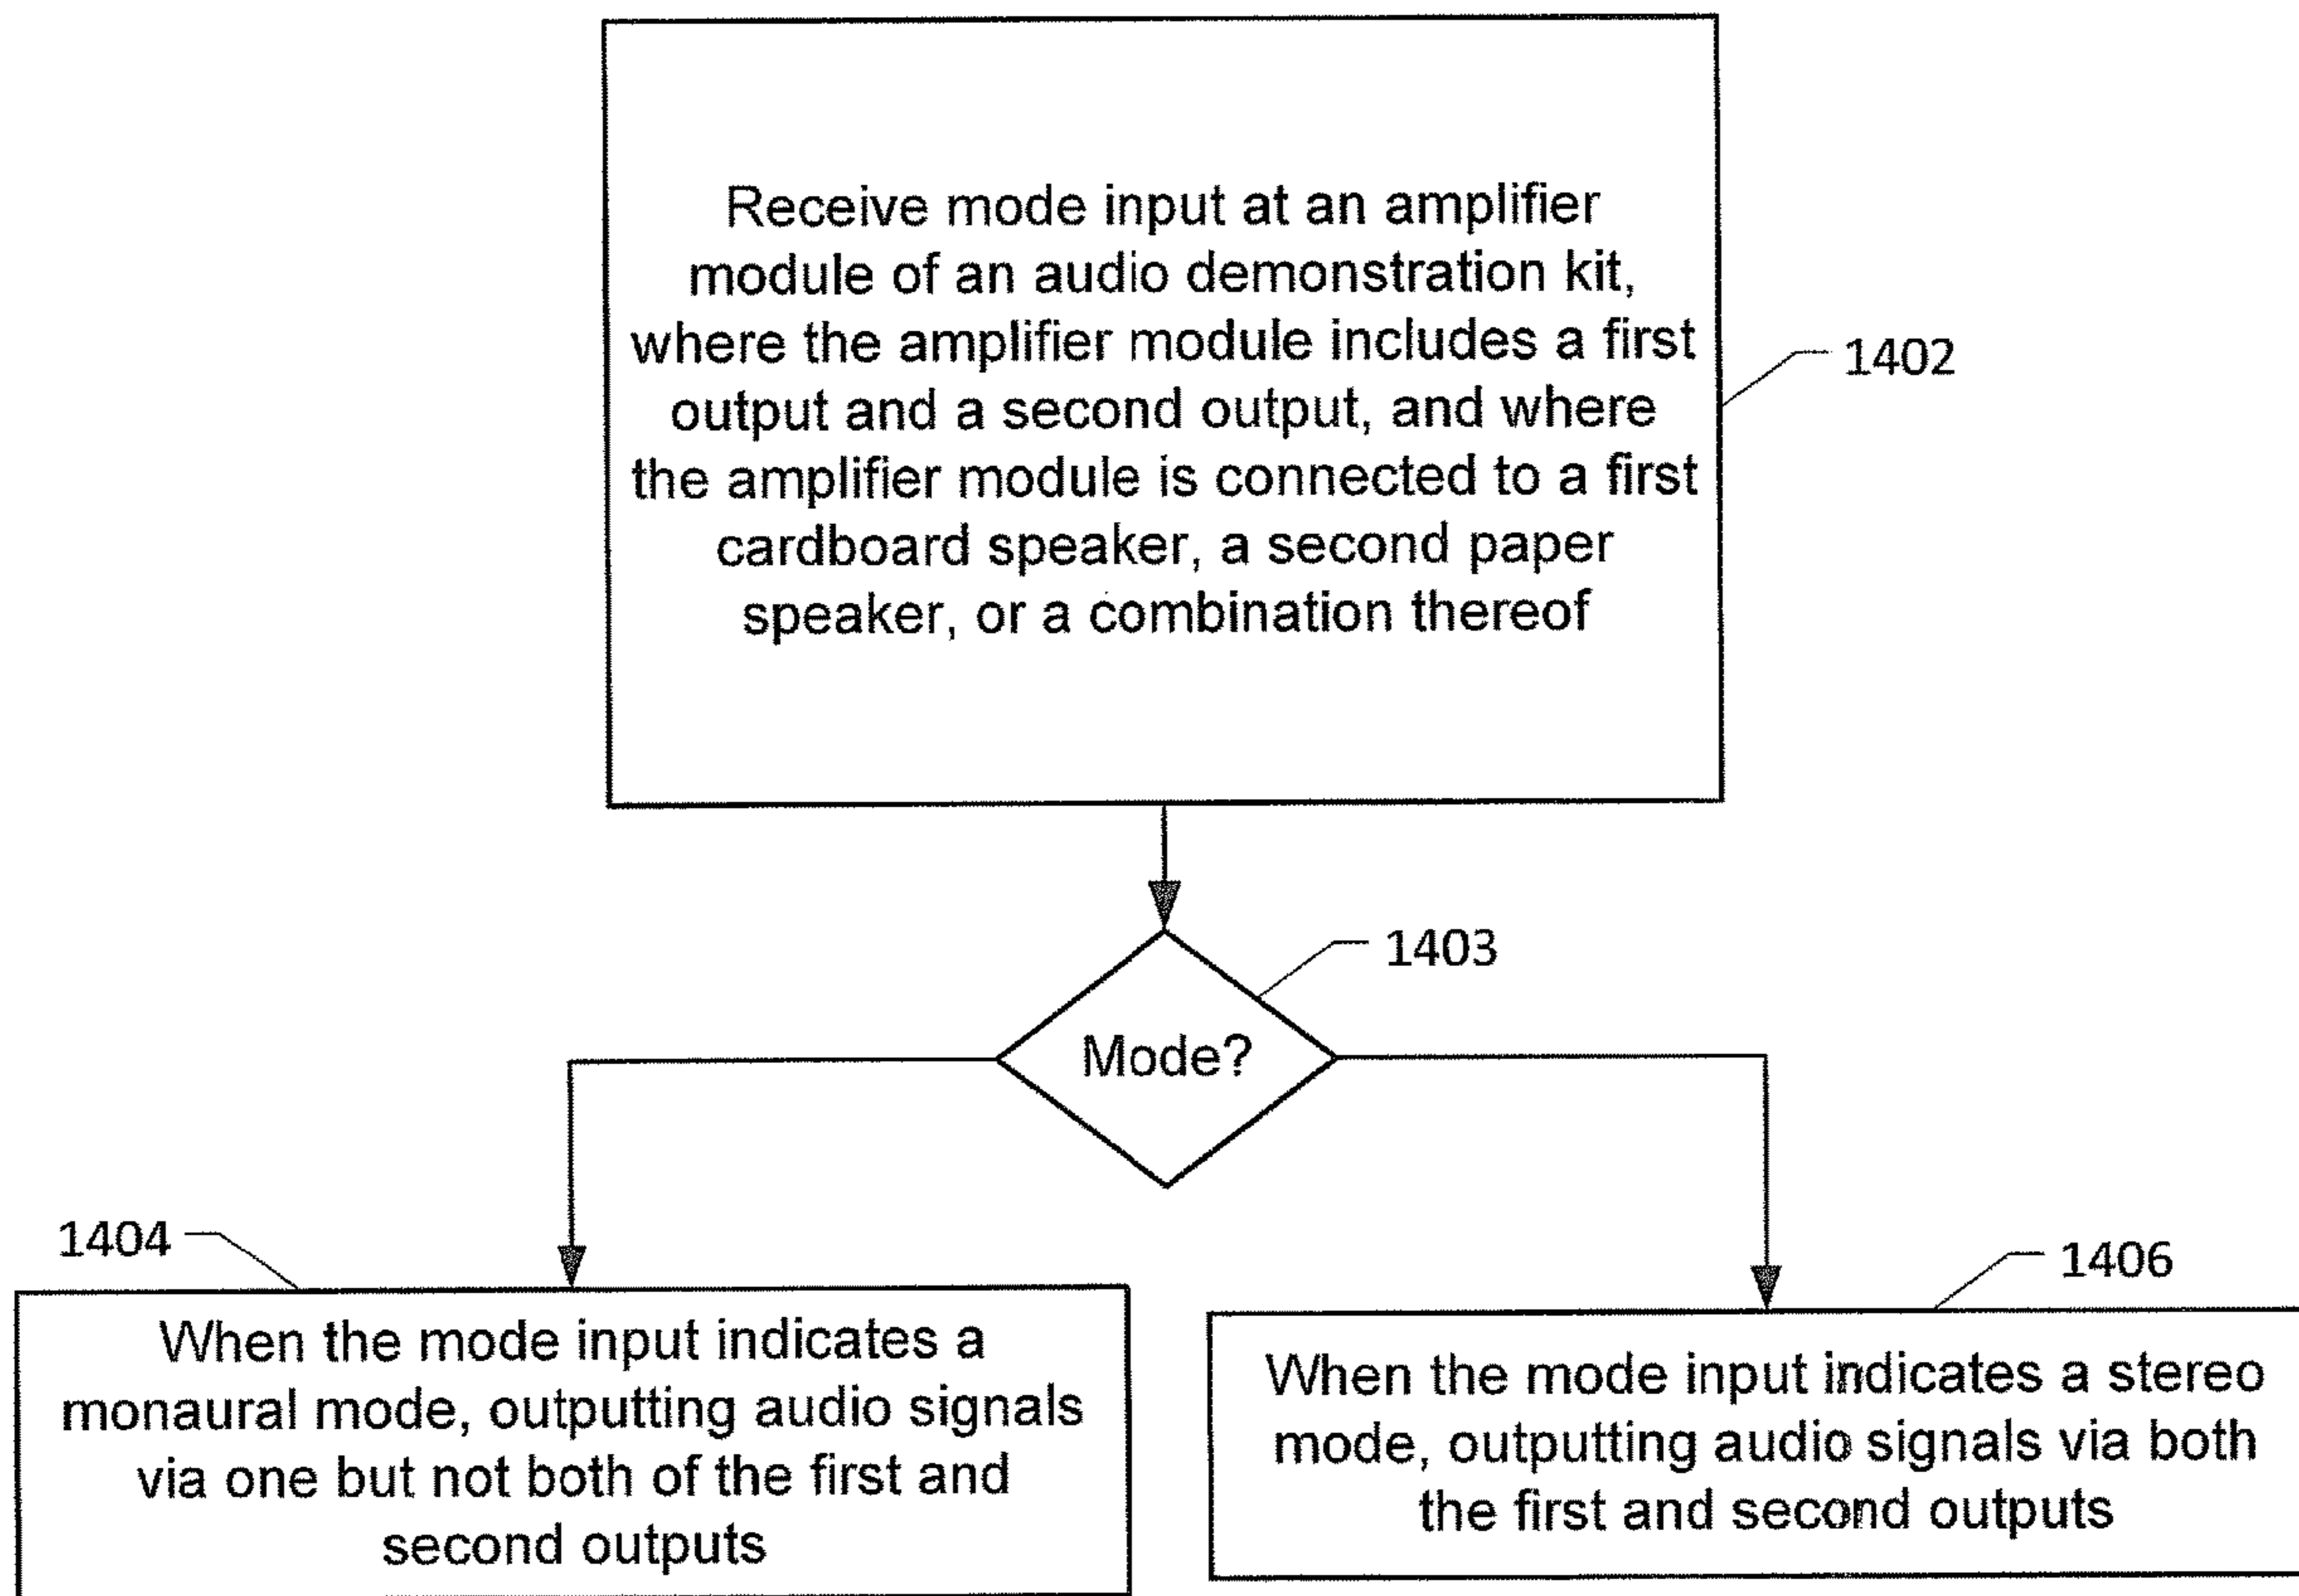 Receive mode input at an amplifier
module of an audio demonstration kit,
where the amplifier module includes a first
output and a second output, and where
the amplifier module is connected to a first
cardboard speaker, a second paper
speaker, or a combination thereof
1402
1403
Mode?
1404
When the mode input indicates a
monaural mode, outputting audio signals
via one but not both of the first and
second outputs
1406
When the mode input indicates a stereo
mode, outputting audio signals via both
the first and second outputs